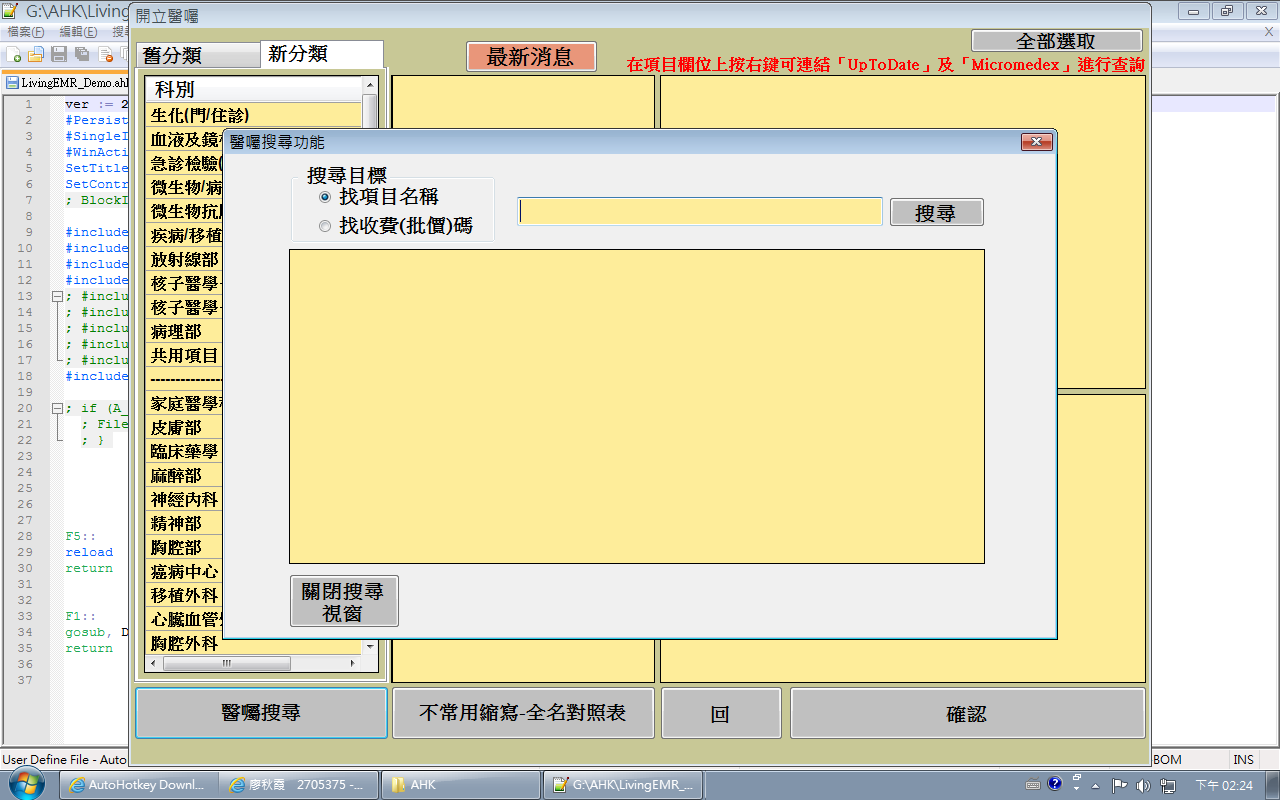 G:\AHK\Living
開立醫囑
檔案(F) 編輯(E) 搜
舊分類
新分類
最新消息
全部選取
在項目欄位上按右鍵可連結「UpToDate」及「Micromedex」進行查詢
LivingEMR_Demo.ahl
科別
生化(門/住診)
血液及鏡
急診檢驗(
微生物/病
微生物抗
疾病/移植
放射線部
核子醫學
核子醫學
病理部
共用項目
---------------
家庭醫學
皮膚部
臨床藥學
麻醉部
神經內科
精神部
胸腔部
癌病中心
移植外科
心臟血管
胸腔外科
醫囑搜尋功能
搜尋目標
找項目名稱
找收費(批價)碼
搜尋
關閉搜尋
視窗
1 ver := 2
2 #Persist
3 #SingleI
4 #WinActi
5 SetTitle
6 SetContr
7 ; BlockI
8
9 #include
10 #include
11 #include
12 #include
13 ; #inclu
14 ; #inclu
15 ; #inclu
16 ; #inclu
17 ; #inclu
18 #include
19
20 ; if (A_
21 ; File
22 ; }
23
24
25
26
27
28 F5::
29 reload
30 return
31
32
33 F1::
34 gosub, D
35 return
36
37
醫囑搜尋
不常用縮寫-全名對照表
回
確認
User Define File - Auto
BOM
INS
AutoHotkey Downl...
廖秋霞 2705375 -...
AHK
G:\AHK\LivingEMR_...
下午 02:24